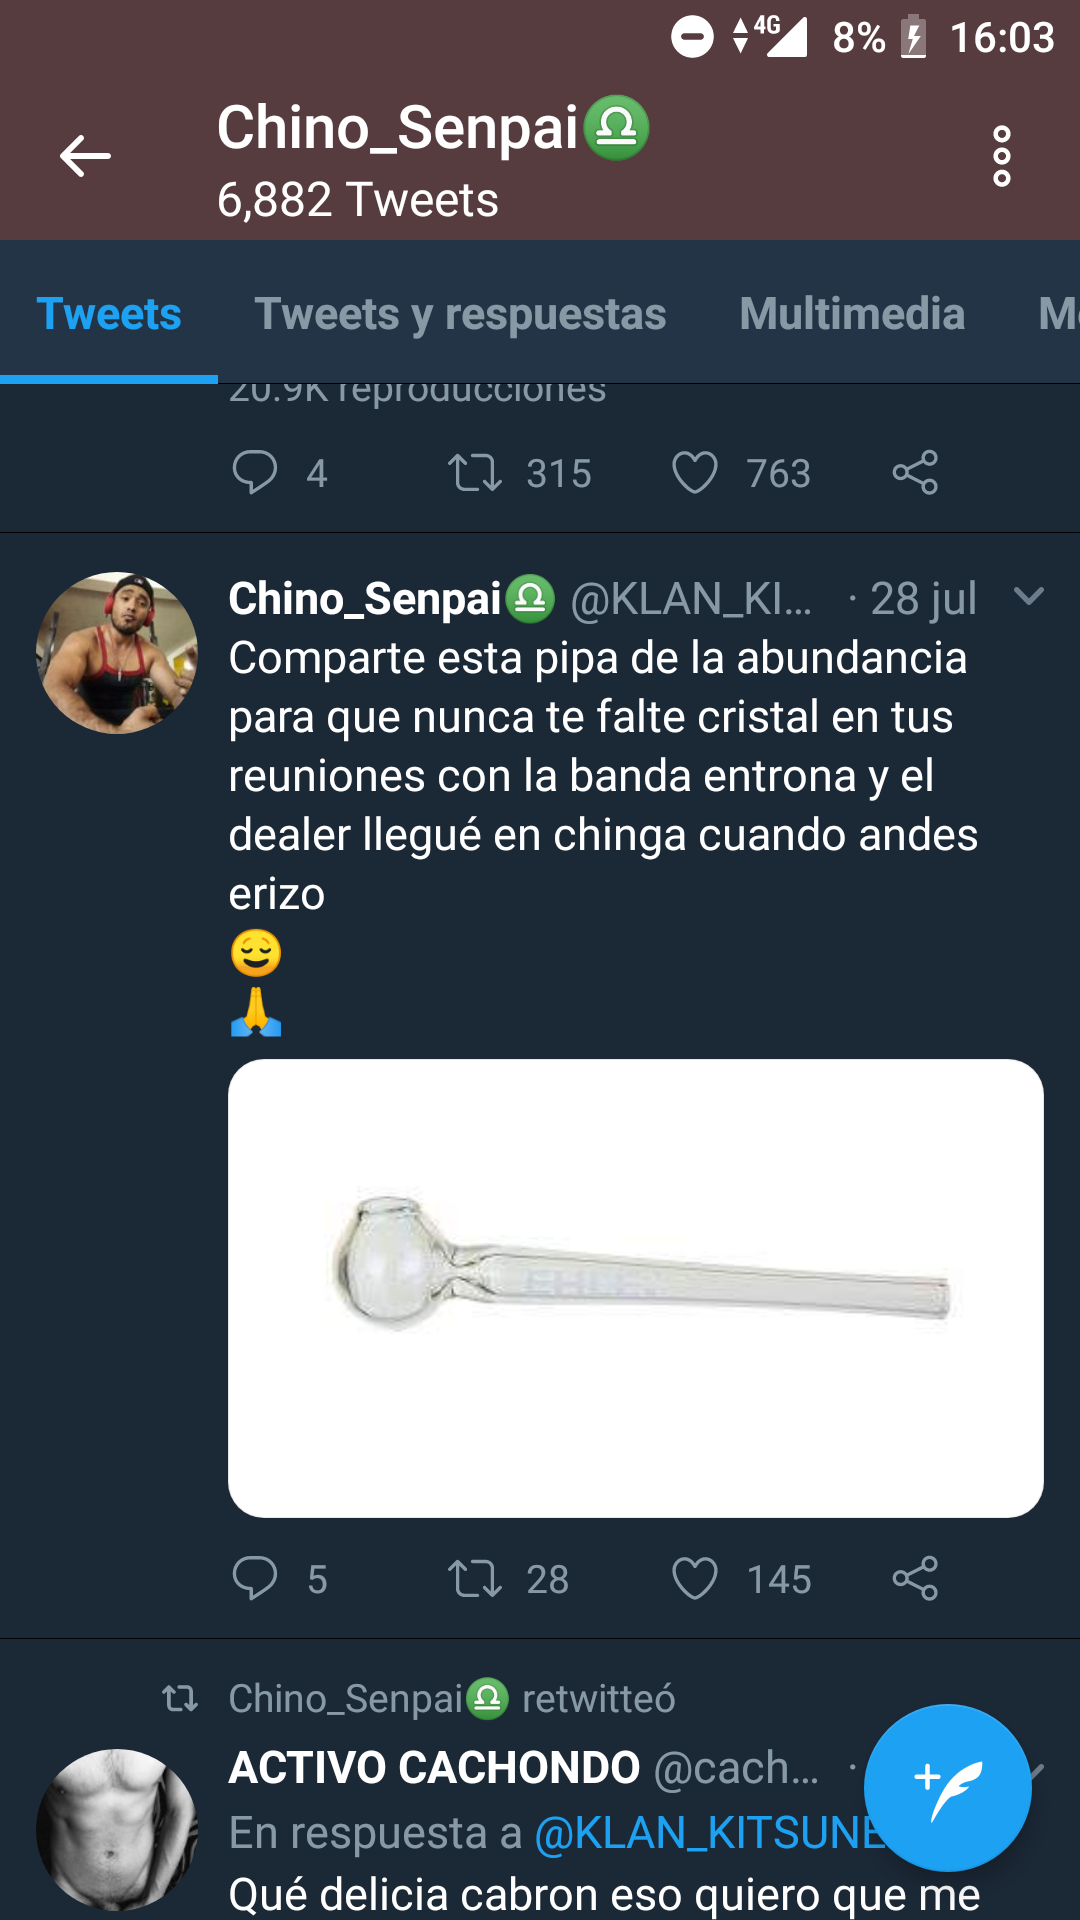 4G 8% 16:03
Chino_Senpai♎
6,882 Tweets
Tweets Tweets y respuestas Multimedia
20.9K reproducciones
4 315 763
Chino_Senpai♎ @KLAN_KI... · 28 jul
Comparte esta pipa de la abundancia
para que nunca te falte cristal en tus
reuniones con la banda entrona y el
dealer llegué en chinga cuando andes
erizo
😌
🙏
5 28 145
Chino_Senpai♎ retwitteó
ACTIVO CACHONDO @cach... ·
En respuesta a @KLAN_KITSUNE
Qué delicia cabron eso quiero que me